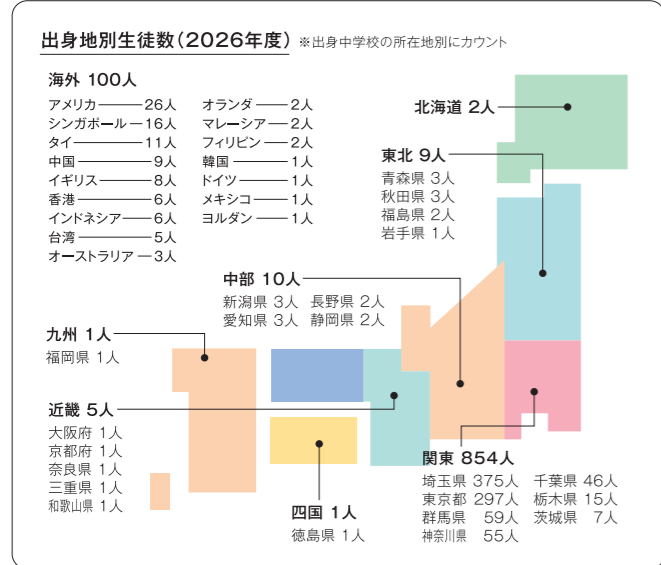 出身地別生徒数(2026年度) ※出身中学校の所在地別にカウント
海外 100人
アメリカ 26人
シンガポール 16人
タイ 11人
中国 9人
イギリス 8人
香港 6人
インドネシア 6人
台湾 5人
オーストラリア 3人
オランダ 2人
マレーシア 2人
フィリピン 2人
韓国 1人
ドイツ 1人
メキシコ 1人
ヨルダン 1人
北海道 2人
東北 9人
青森県 3人
秋田県 3人
福島県 2人
岩手県 1人
中部 10人
新潟県 3人 長野県 2人
愛知県 3人 静岡県 2人
九州 1人
福岡県 1人
近畿 5人
大阪府 1人
京都府 1人
奈良県 1人
三重県 1人
和歌山県 1人
四国 1人
徳島県 1人
関東 854人
埼玉県 375人 千葉県 46人
東京都 297人 栃木県 15人
群馬県 59人 茨城県 7人
神奈川県 55人